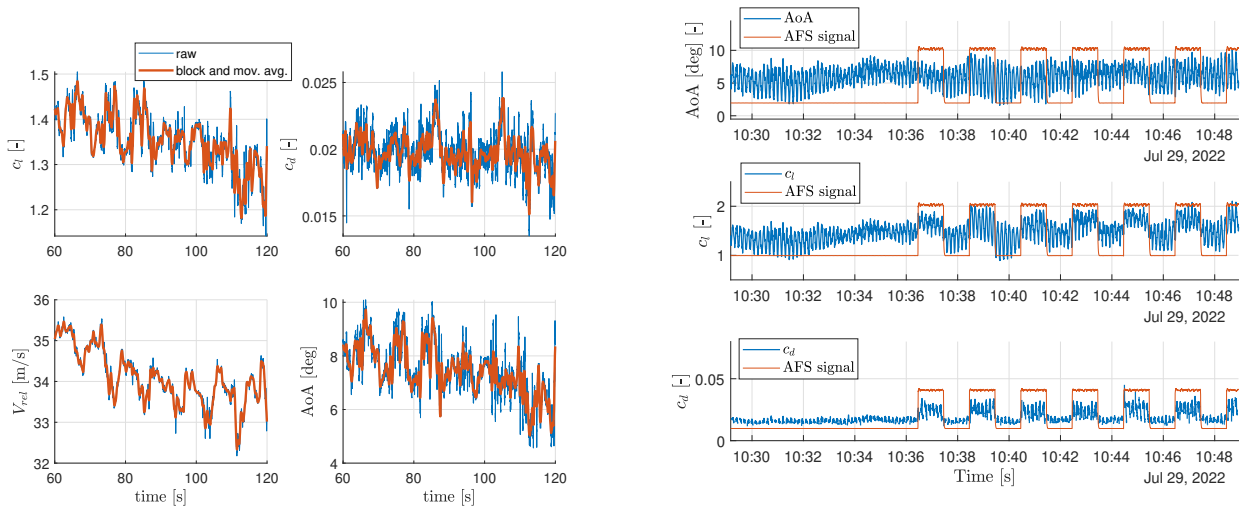 raw
block and mov. avg.
1.5
1.4
1.3
1.2
c_l [-]
60 80 100 120
0.025
0.02
0.015
c_d [-]
60 80 100 120
36
35
34
33
32
V_rel [m/s]
60 80 100 120
time [s]
10
8
6
4
AoA [deg]
60 80 100 120
time [s]
AoA
AFS signal
10
5
0
AoA [deg] [-]
10:30 10:32 10:34 10:36 10:38 10:40 10:42 10:44 10:46 10:48
Jul 29, 2022
c_l
AFS signal
2
1
c_l [-]
10:30 10:32 10:34 10:36 10:38 10:40 10:42 10:44 10:46 10:48
Jul 29, 2022
c_d
AFS signal
0.05
0
c_d [-]
10:30 10:32 10:34 10:36 10:38 10:40 10:42 10:44 10:46 10:48
Time [s]
Jul 29, 2022